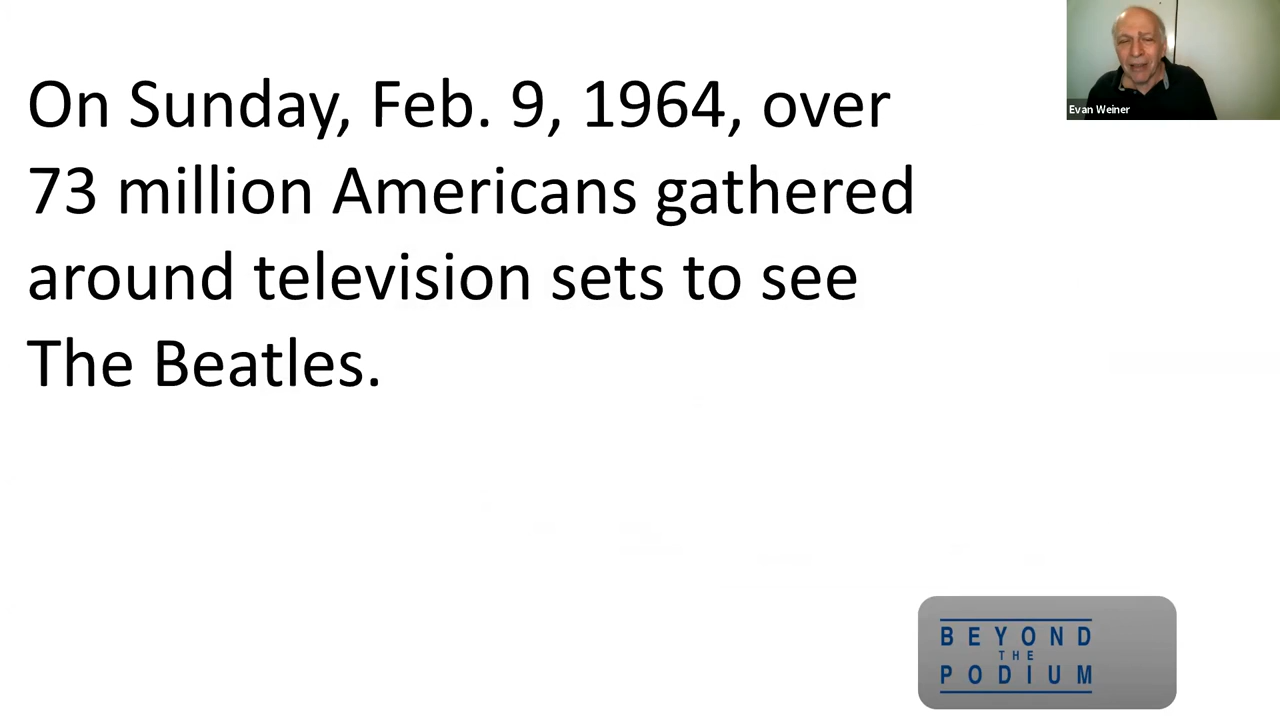 On Sunday, Feb. 9, 1964, over
73 million Americans gathered
around television sets to see
The Beatles.
Evan Weiner
BEYOND
THE
PODIUM